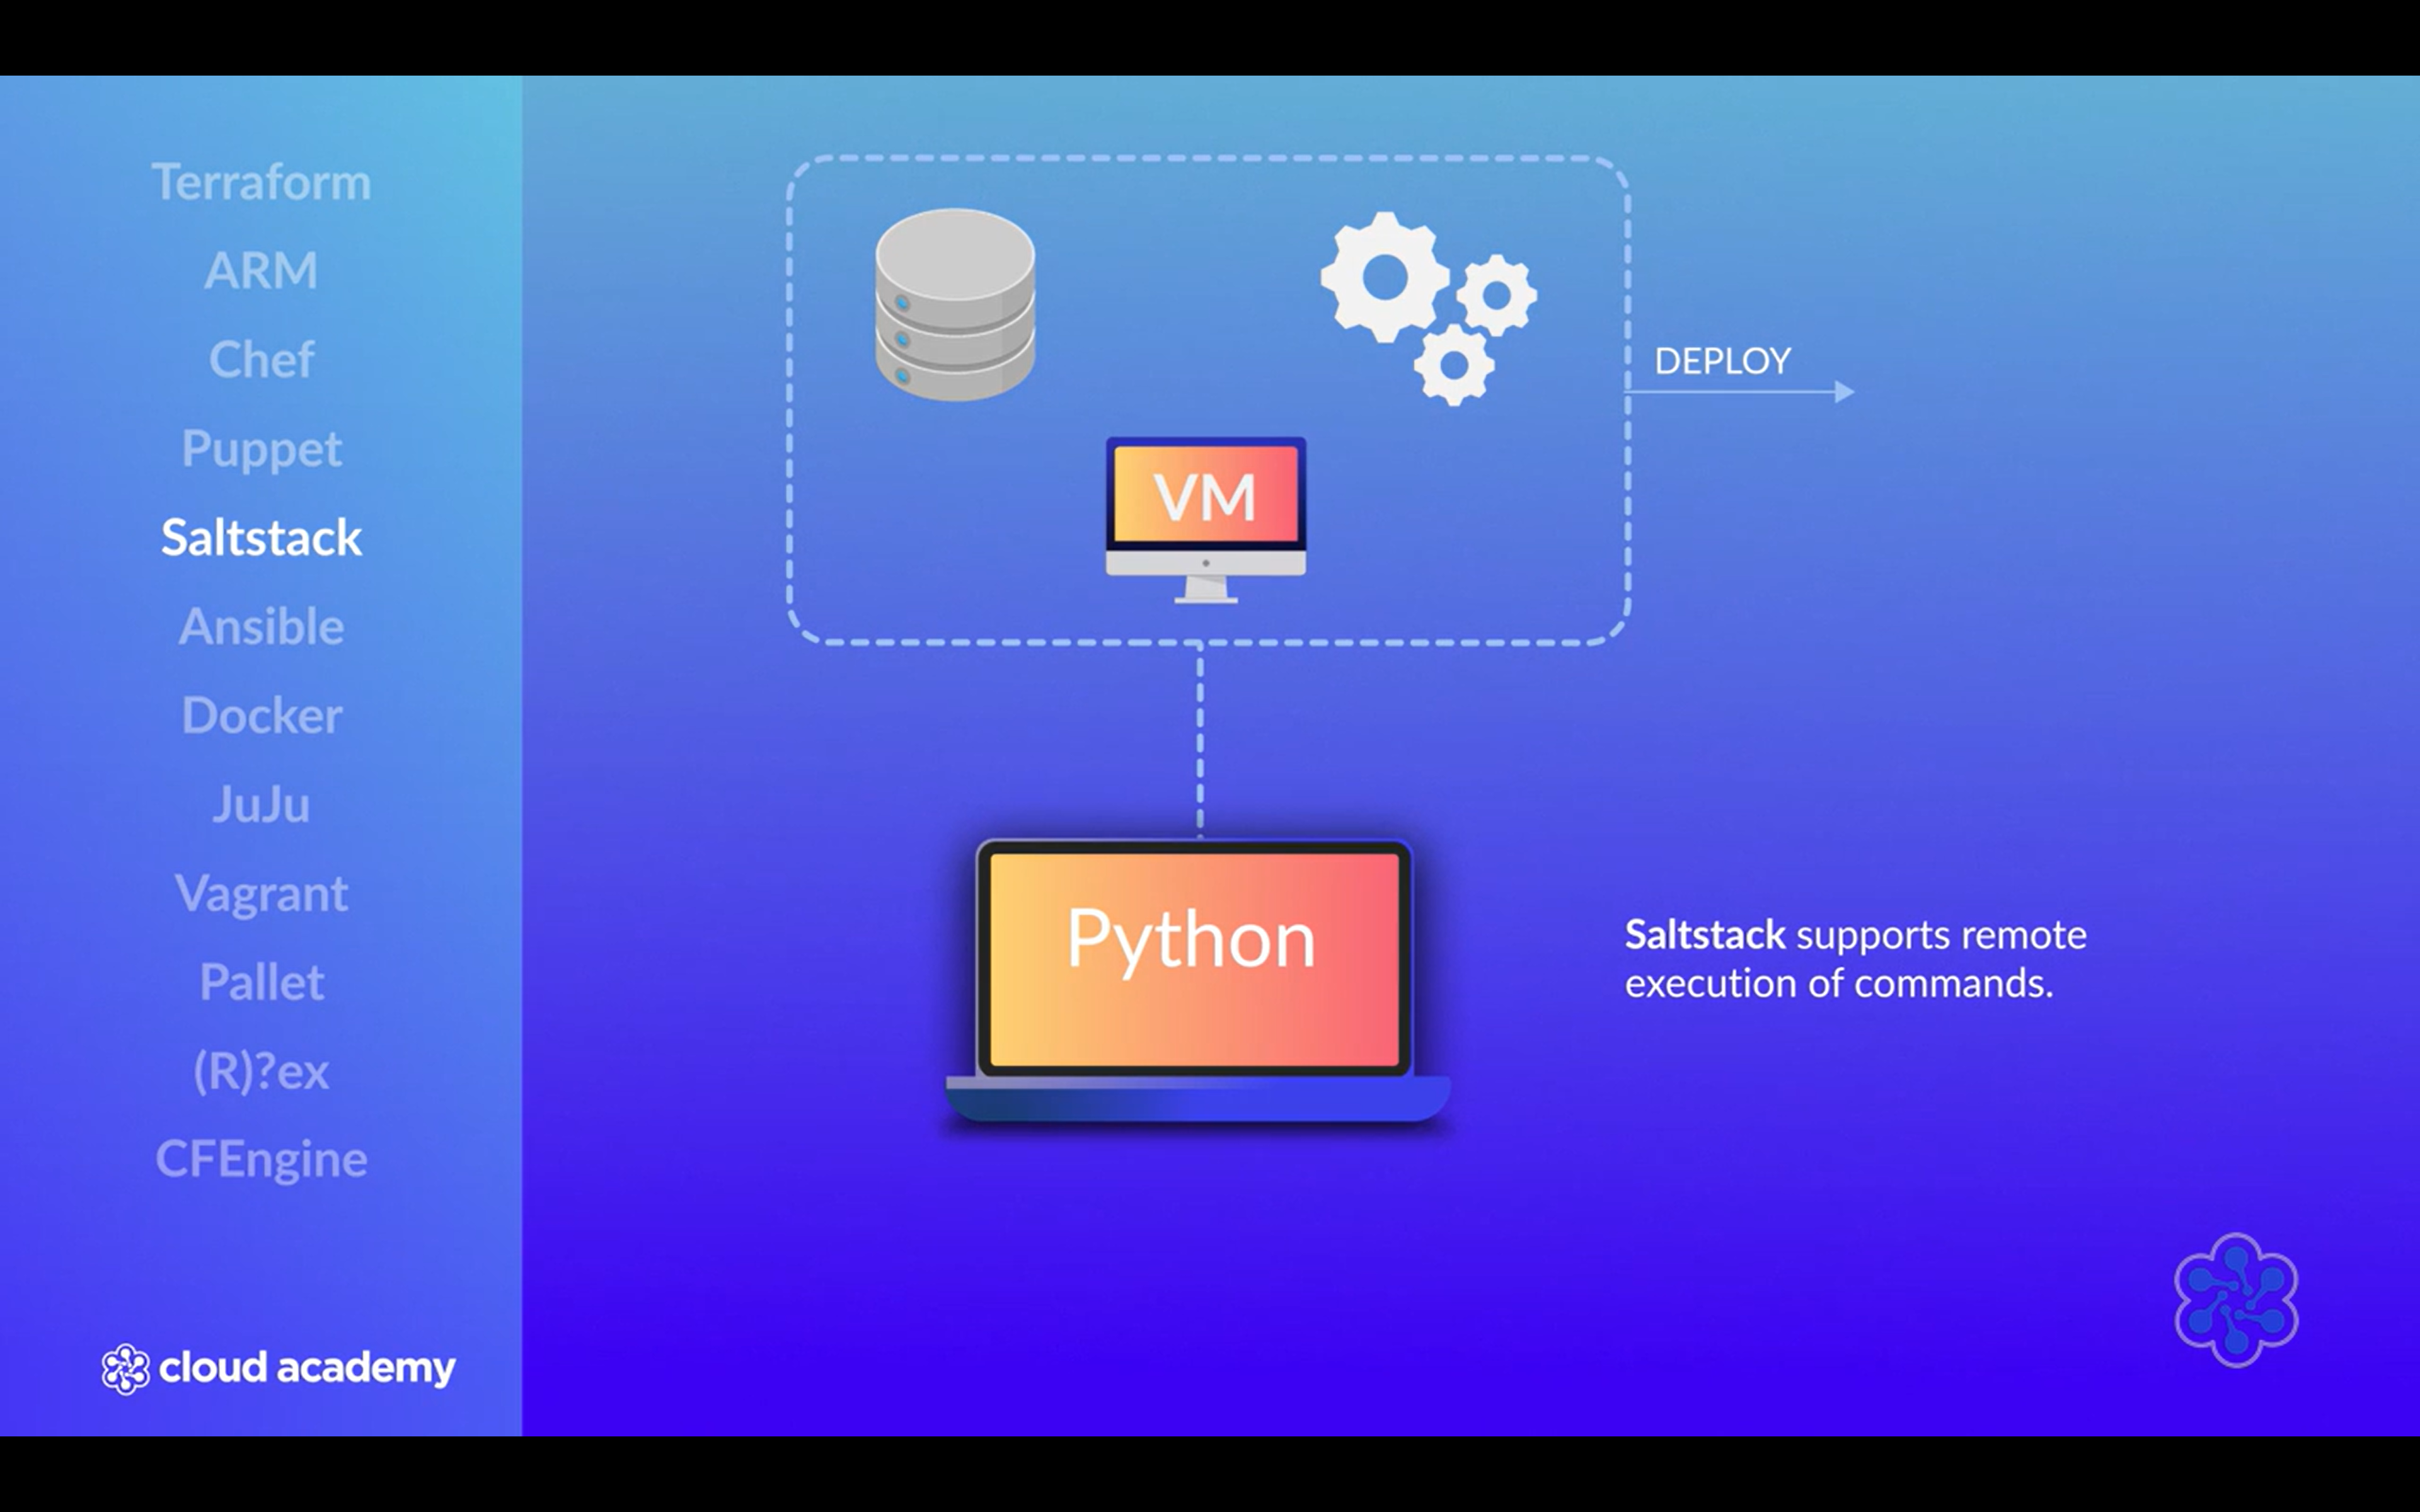 Terraform
ARM
Chef
Puppet
Saltstack
Ansible
Docker
JuJu
Vagrant
Pallet
(R)?ex
CFEngine
cloud academy
VM
DEPLOY
Python
Saltstack supports remote
execution of commands.